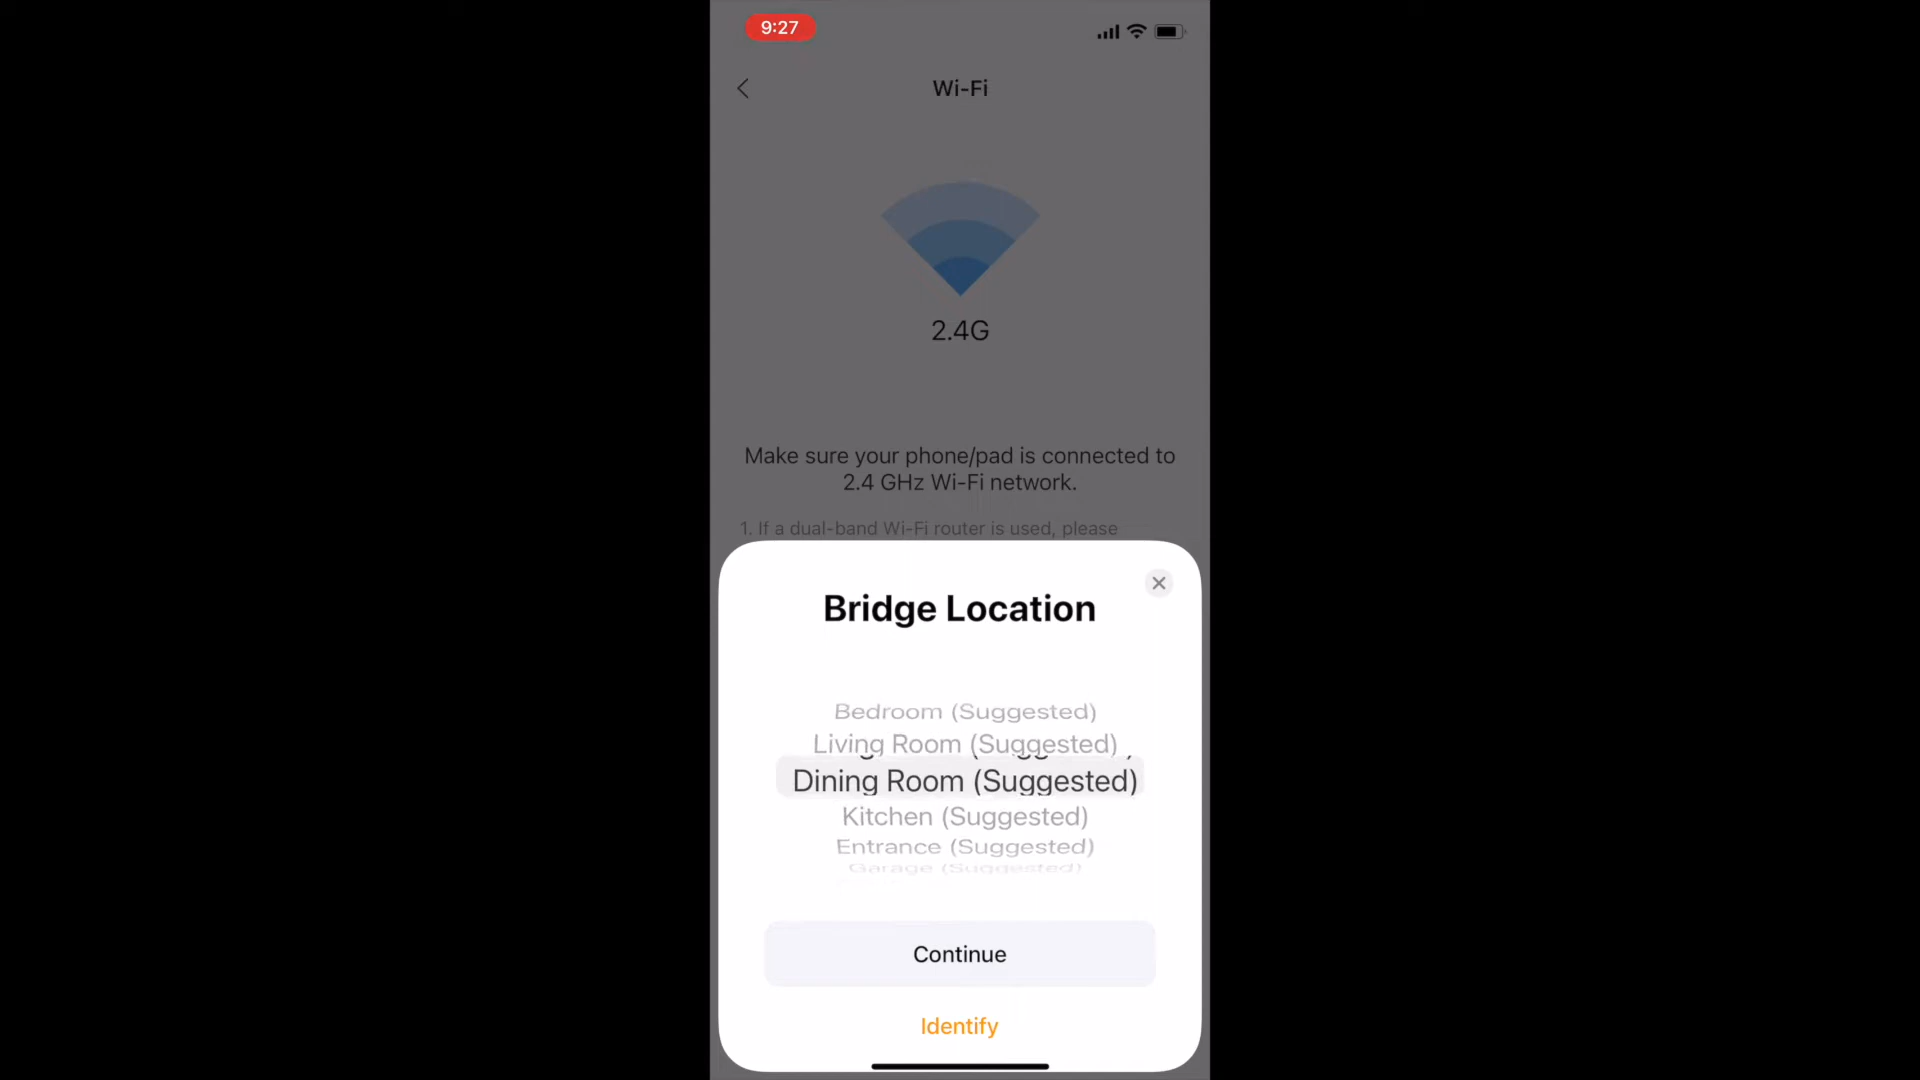 9:27
Wi-Fi
2.4G
Make sure your phone/pad is connected to
2.4 GHz Wi-Fi network.
1. If a dual-band Wi-Fi router is used, please
Bridge Location
Bedroom (Suggested)
Living Room (Suggested)
Dining Room (Suggested)
Kitchen (Suggested)
Entrance (Suggested)
Garage (Suggested)
Continue
Identify